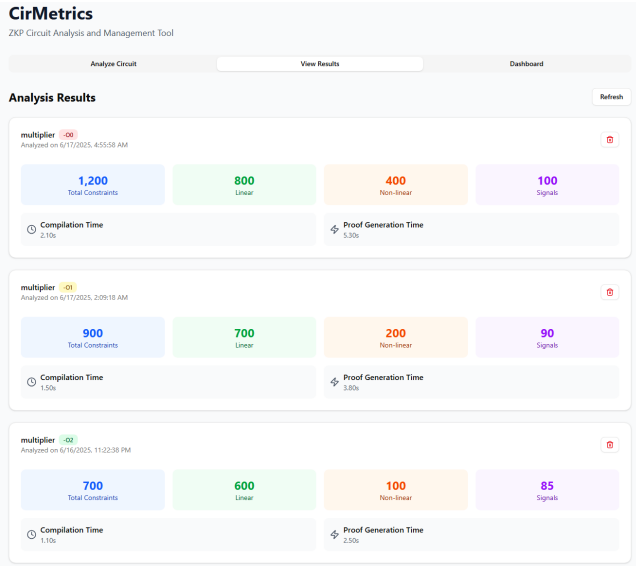 CirMetrics
ZKP Circuit Analysis and Management Tool
Analyze Circuit View Results Dashboard
Analysis Results Refresh
multiplier -O0
Analyzed on 6/17/2025, 4:55:58 AM
1,200 800 400 100
Total Constraints Linear Non-linear Signals
Compilation Time Proof Generation Time
2.10s 5.30s
multiplier -O1
Analyzed on 6/17/2025, 2:09:18 AM
900 700 200 90
Total Constraints Linear Non-linear Signals
Compilation Time Proof Generation Time
1.50s 3.80s
multiplier -O2
Analyzed on 6/16/2025, 11:22:38 PM
700 600 100 85
Total Constraints Linear Non-linear Signals
Compilation Time Proof Generation Time
1.10s 2.50s